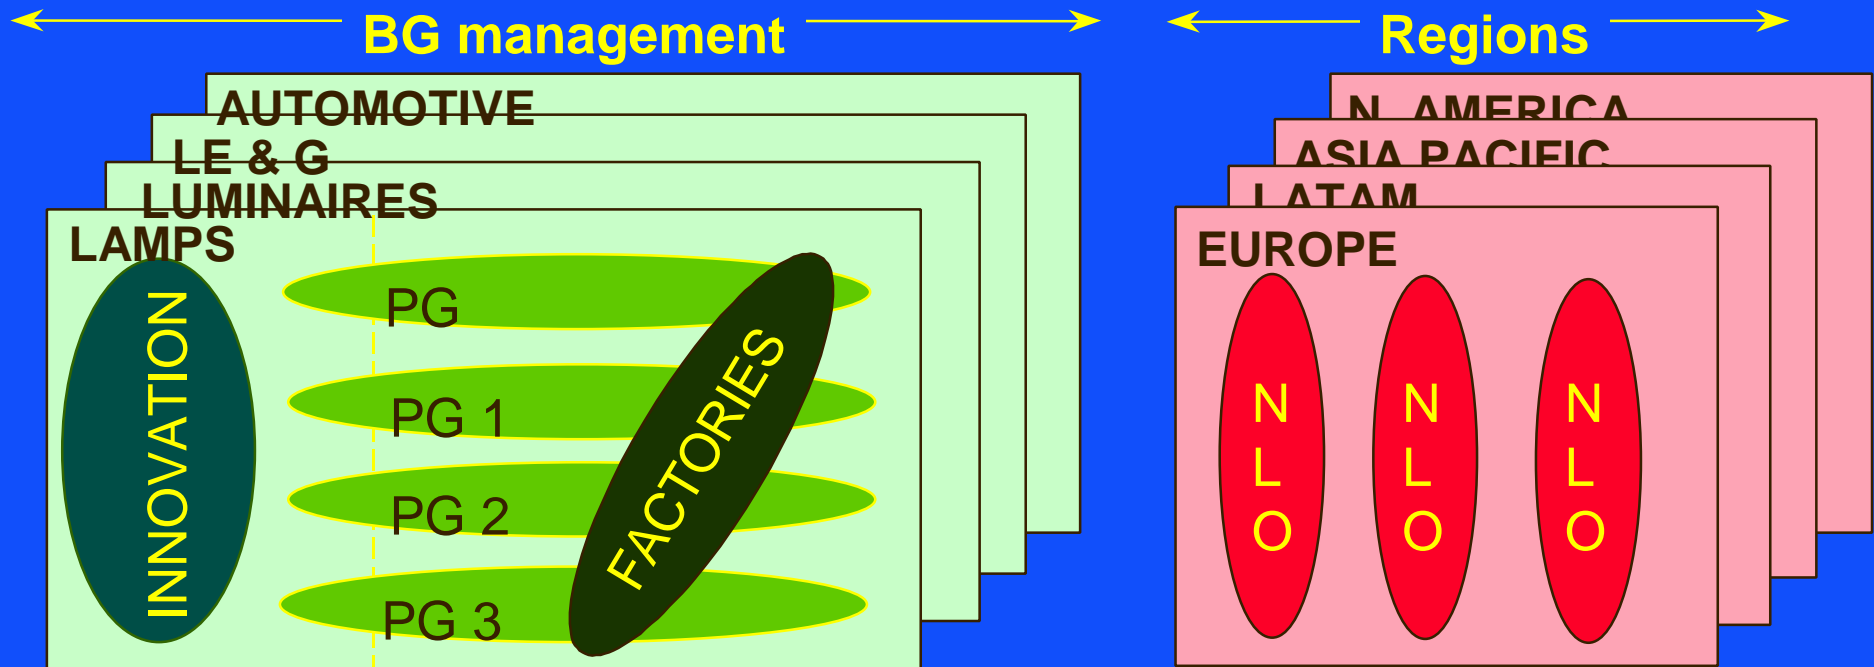 BG management
Regions
AUTOMOTIVE
LE & G
LUMINAIRES
LAMPS
INNOVATION
PG
PG 1
PG 2
PG 3
FACTORIES
N. AMERICA
ASIA PACIFIC
LATAM
EUROPE
N
L
O
N
L
O
N
L
O